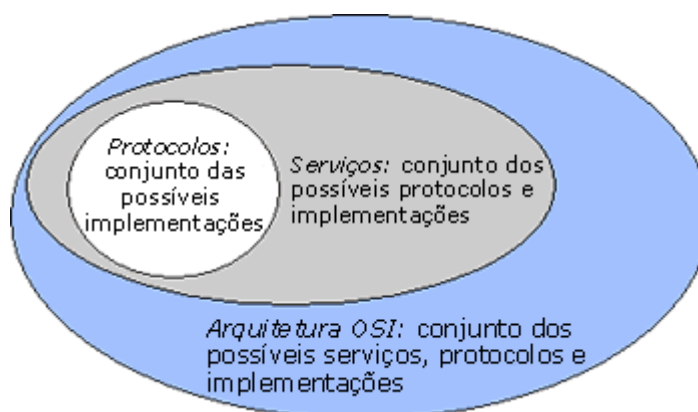 Protocolos:
conjunto das
possíveis
implementações
Serviços: conjunto dos
possíveis protocolos e
implementações
Arquitetura OSI: conjunto dos
possíveis serviços, protocolos e
implementações